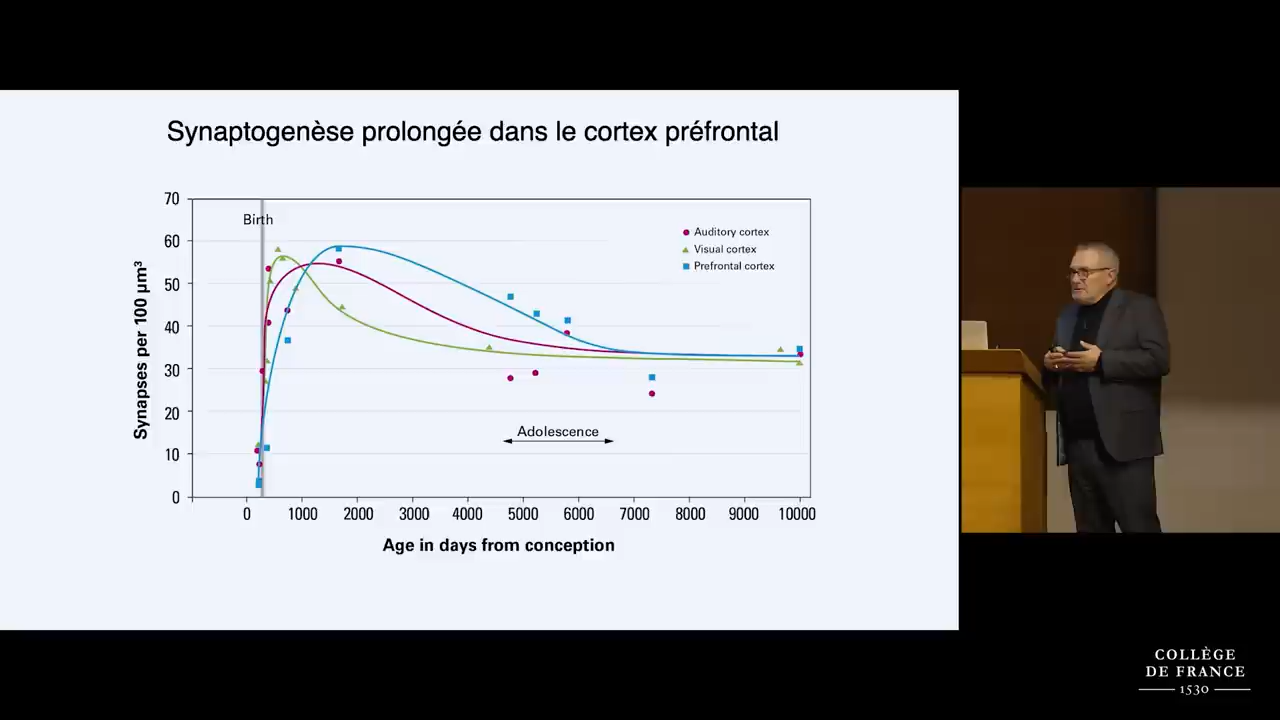 Synaptogenèse prolongée dans le cortex préfrontal
70
60
50
40
30
20
10
0
Synapses per 100 µm³
Birth
Auditory cortex
Visual cortex
Prefrontal cortex
Adolescence
0 1000 2000 3000 4000 5000 6000 7000 8000 9000 10000
Age in days from conception
COLLÈGE
DE FRANCE
1530